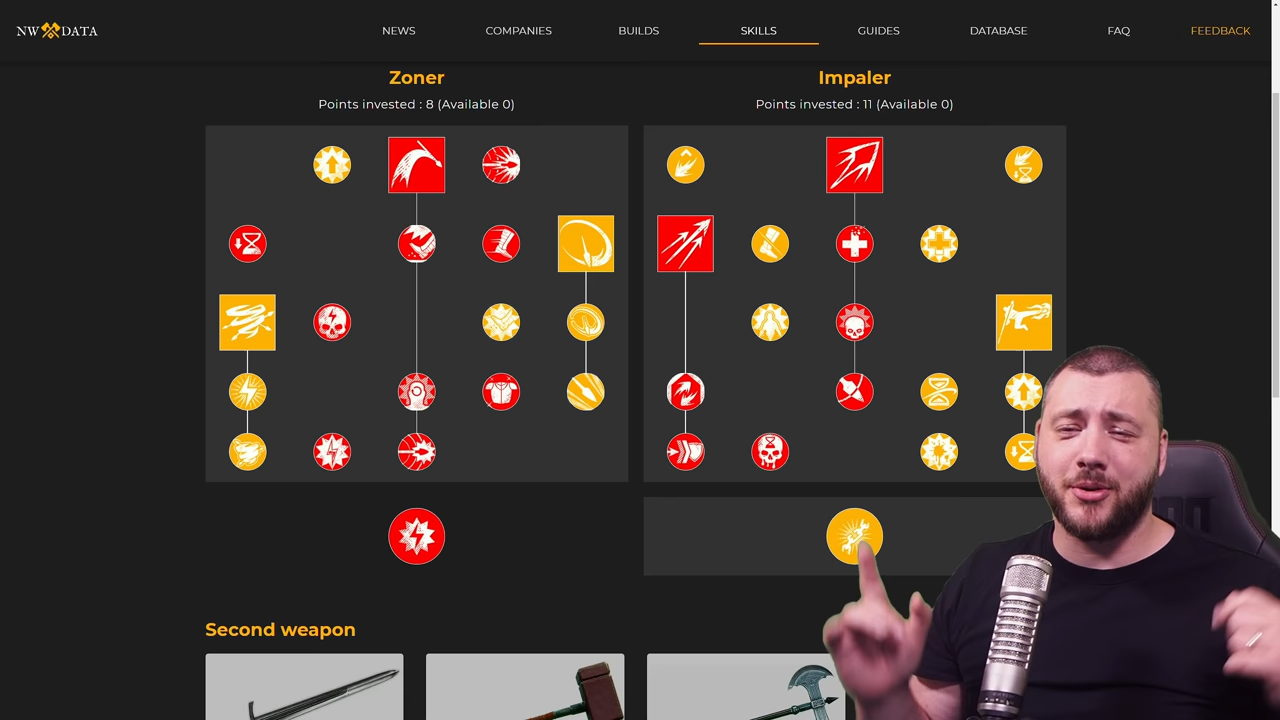 NW DATA
NEWS
COMPANIES
BUILDS
SKILLS
GUIDES
DATABASE
FAQ
FEEDBACK
Zoner
Points invested : 8 (Available 0)
Impaler
Points invested : 11 (Available 0)
Second weapon